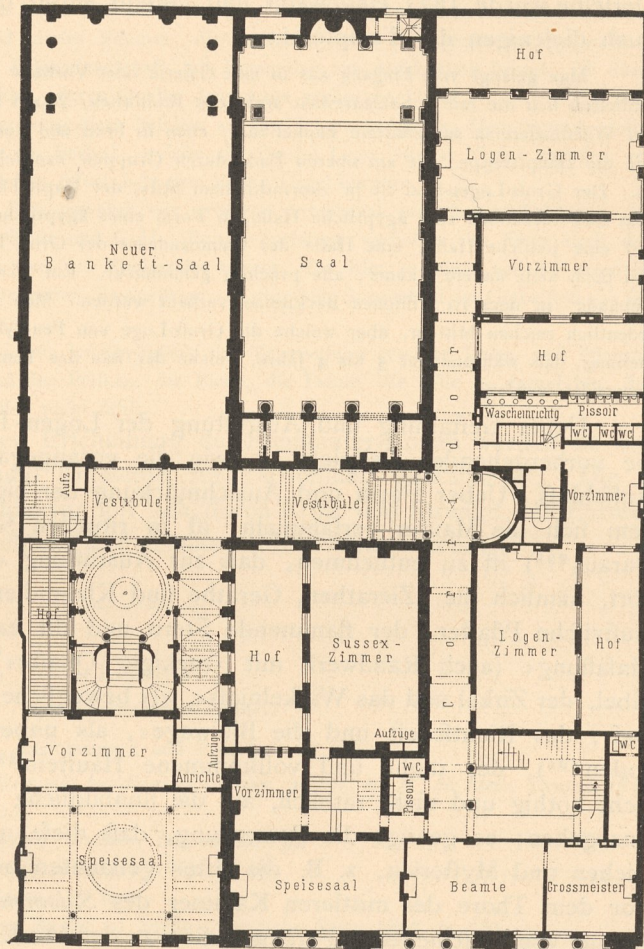 Hof
Logen-Zimmer
Neuer
Bankett-Saal
Saal
Vorzimmer
Hof
Wascheinrichtg
Pissoir
WC
WC
WC
Corridor
Aufz
Vestibule
Vestibule
Vorzimmer
Hof
Hof
Sussex-
Zimmer
Logen-
Zimmer
Hof
Vorzimmer
Aufzüge
Anrichte
Aufzüge
WC
WC
Vorzimmer
Pissoir
Speisesaal
Speisesaal
Beamte
Grossmeister